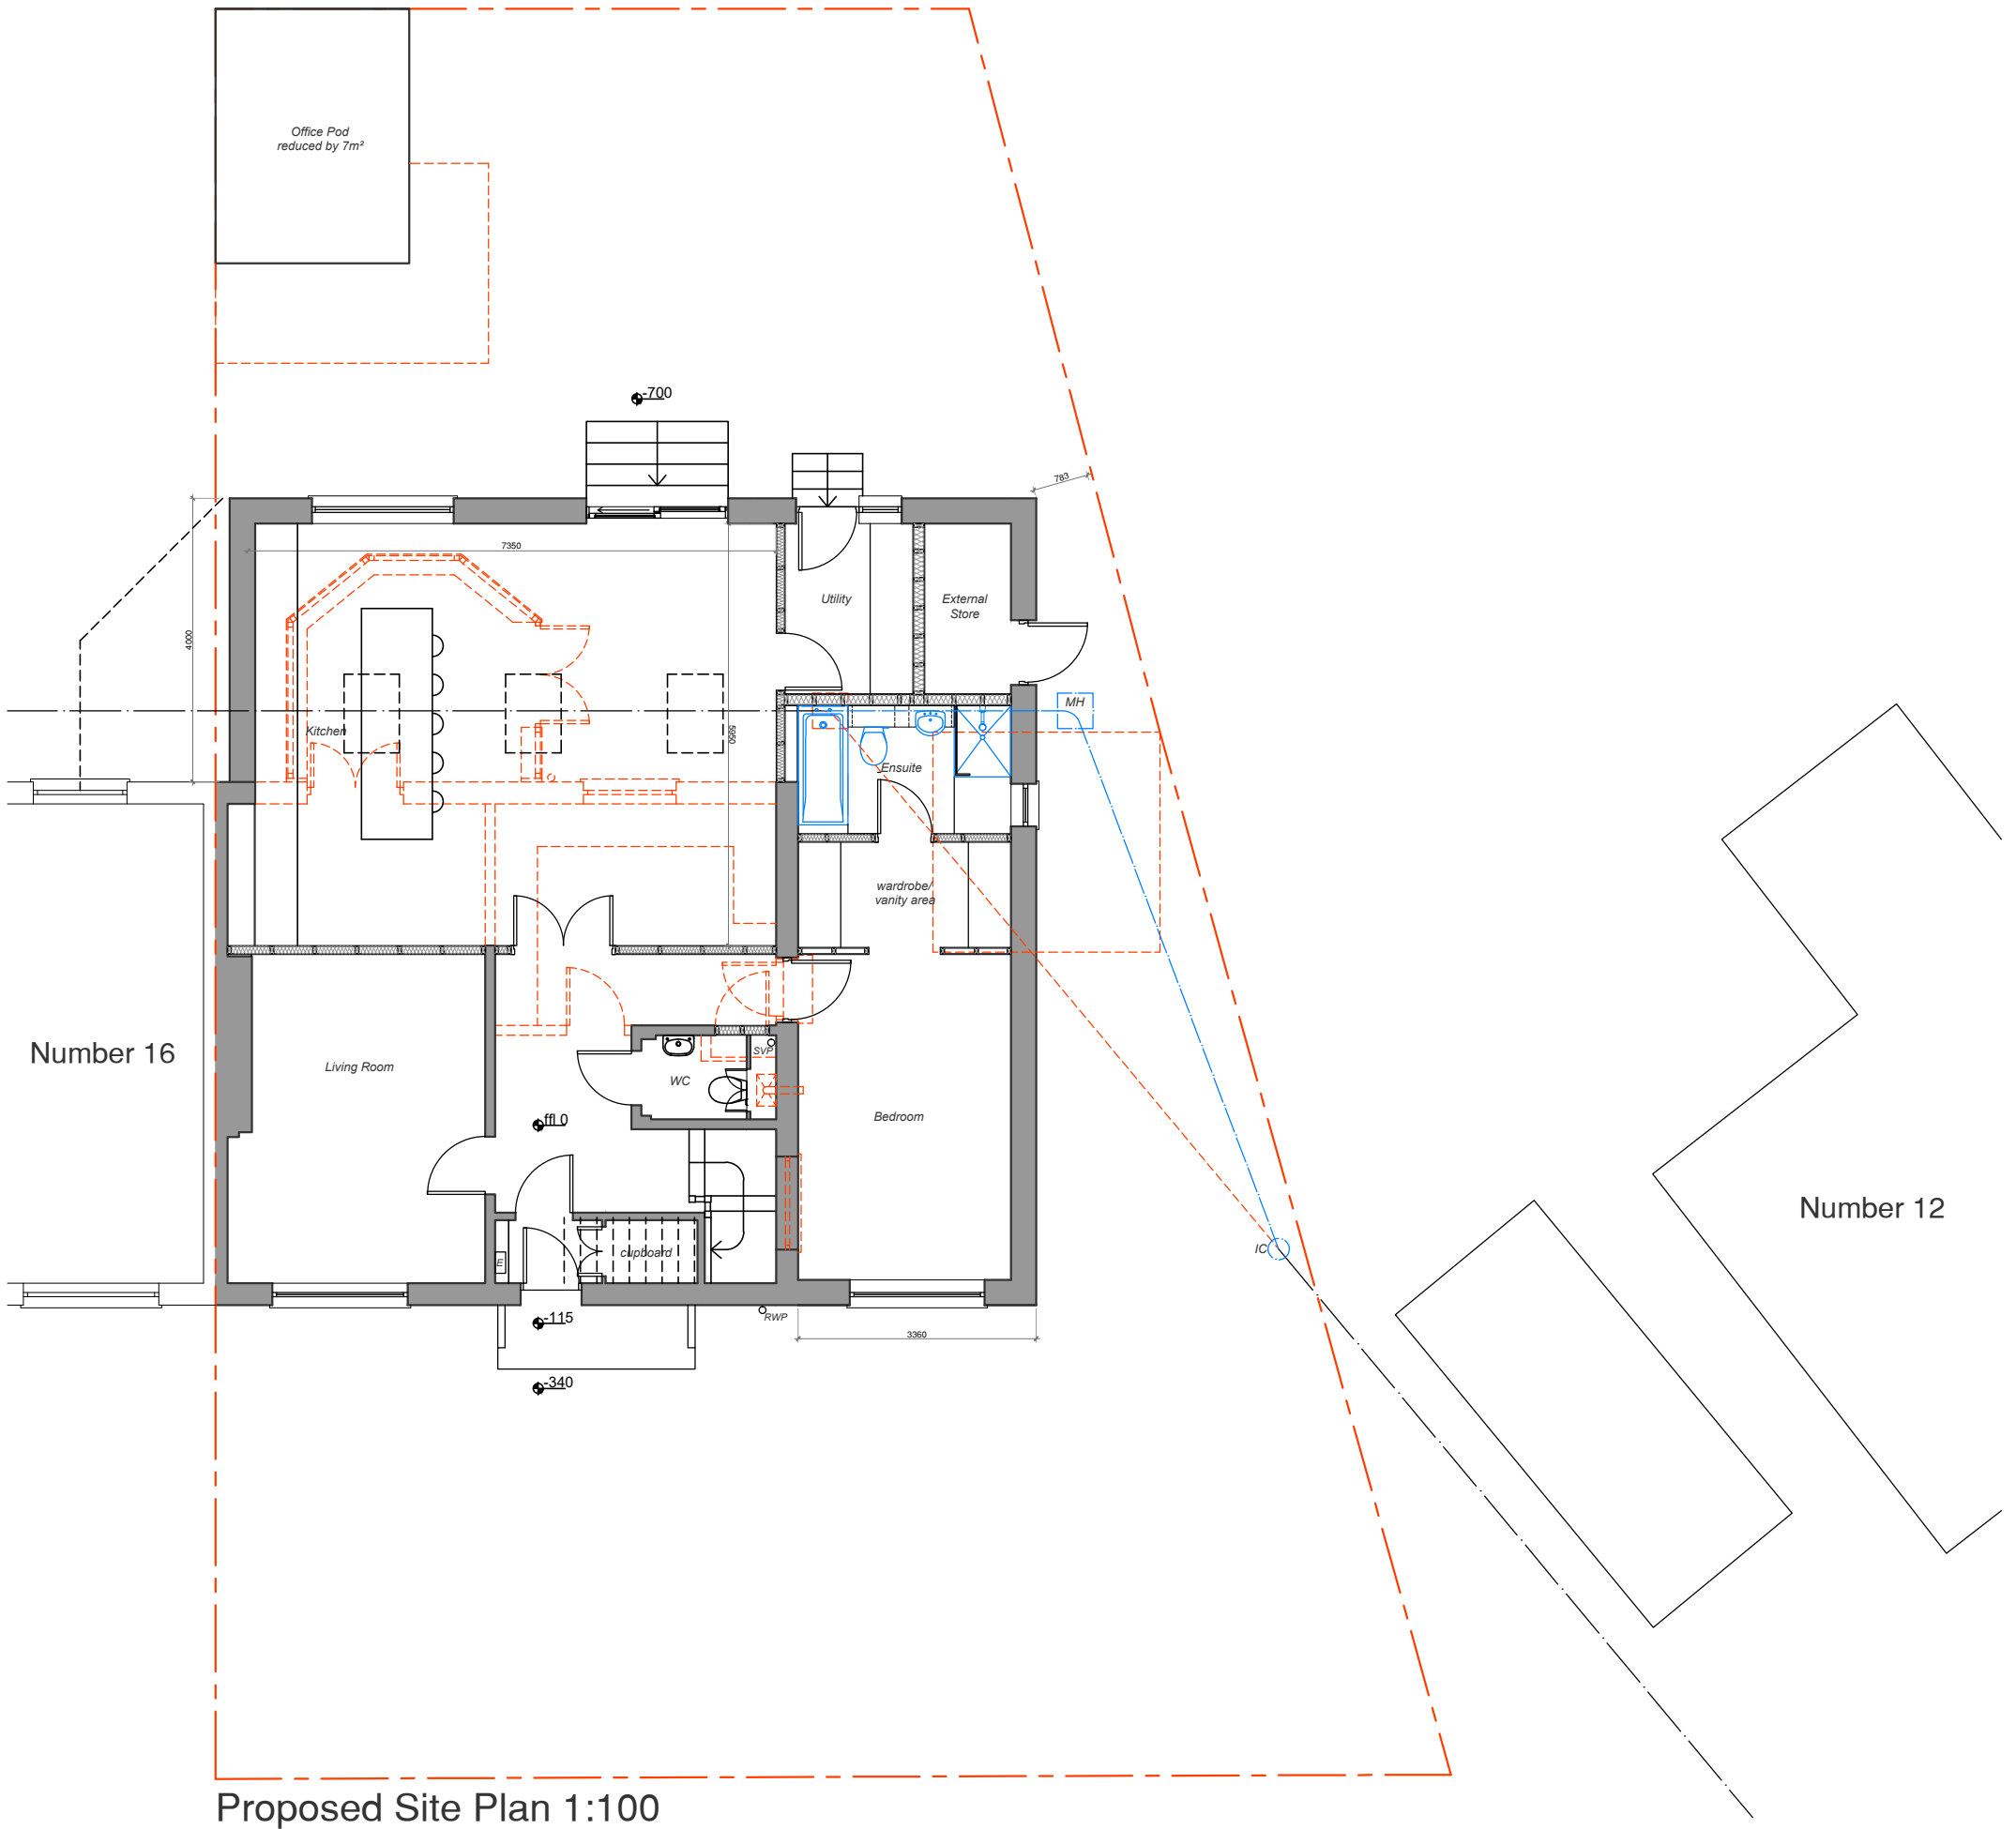 Office Pod
reduced by 7m²
-700
783
7350
4000
Utility
External
Store
MH
Kitchen
5950
Ensuite
wardrobe/
vanity area
Number 16
Living Room
SVP
WC
ffl 0
Bedroom
Number 12
E
cupboard
IC
-115
RWP
3360
-340
Proposed Site Plan 1:100